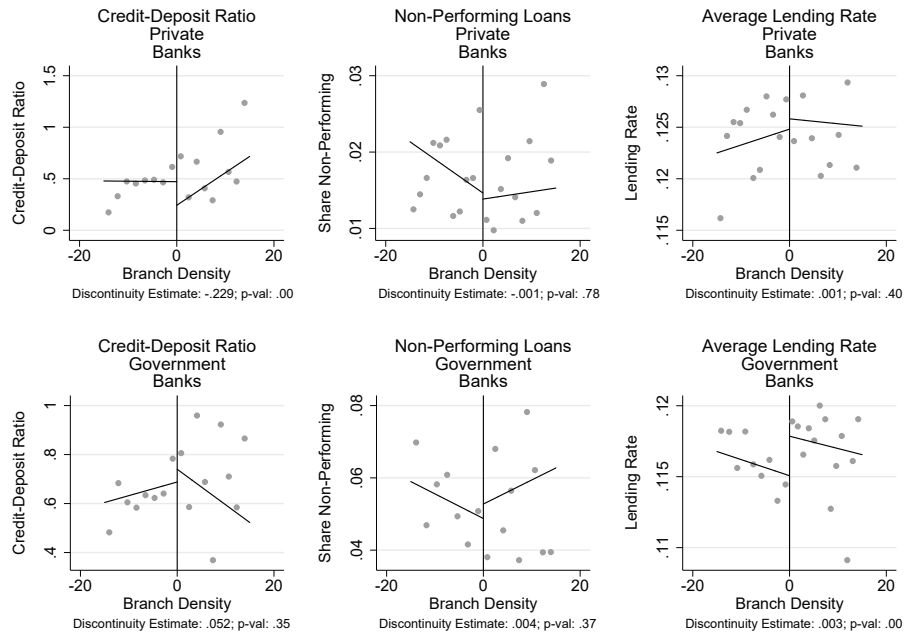 Credit-Deposit Ratio
Private
Banks
Credit-Deposit Ratio
1.5
1
.5
0
-20
0
20
Branch Density
Discontinuity Estimate: -.229; p-val: .00
Non-Performing Loans
Private
Banks
Share Non-Performing
.03
.02
.01
-20
0
20
Branch Density
Discontinuity Estimate: -.001; p-val: .78
Average Lending Rate
Private
Banks
Lending Rate
.13
.125
.12
.115
-20
0
20
Branch Density
Discontinuity Estimate: .001; p-val: .40
Credit-Deposit Ratio
Government
Banks
Credit-Deposit Ratio
1
.8
.6
.4
-20
0
20
Branch Density
Discontinuity Estimate: .052; p-val: .35
Non-Performing Loans
Government
Banks
Share Non-Performing
.08
.06
.04
-20
0
20
Branch Density
Discontinuity Estimate: .004; p-val: .37
Average Lending Rate
Government
Banks
Lending Rate
.12
.115
.11
-20
0
20
Branch Density
Discontinuity Estimate: .003; p-val: .00